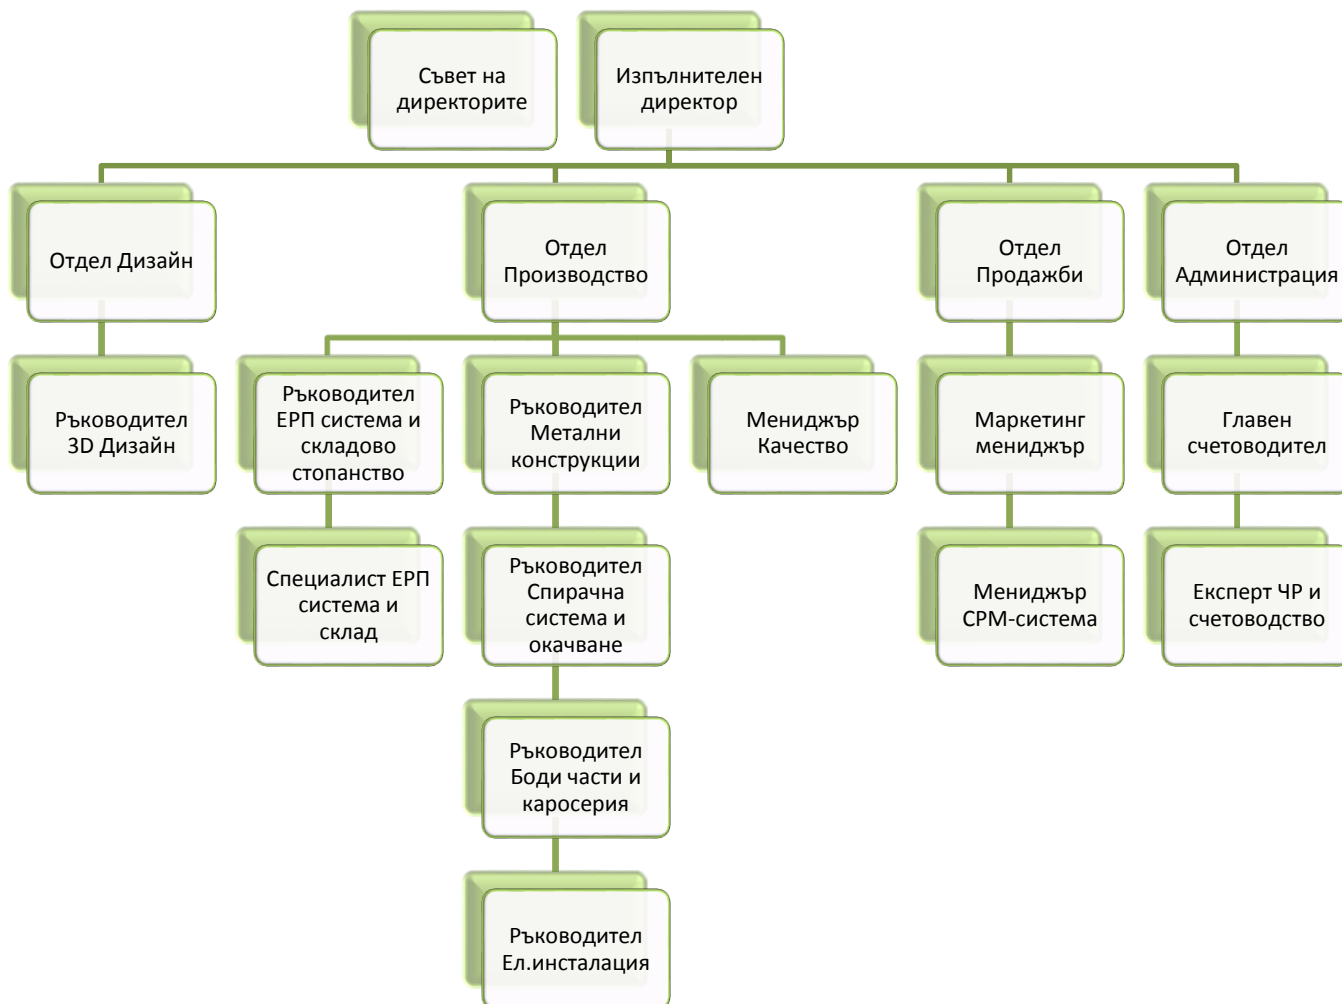 Съвет на
директорите
Изпълнителен
директор
Отдел Дизайн
Отдел
Производство
Отдел
Продажби
Отдел
Администрация
Ръководител
3D Дизайн
Ръководител
ЕРП система и
складово
стопанство
Ръководител
Метални
конструкции
Мениджър
Качество
Маркетинг
мениджър
Главен
счетоводител
Специалист ЕРП
система и
склад
Ръководител
Спирачна
система и
окачване
Мениджър
СРМ-система
Експерт ЧР и
счетоводство
Ръководител
Боди части и
каросерия
Ръководител
Ел.инсталация